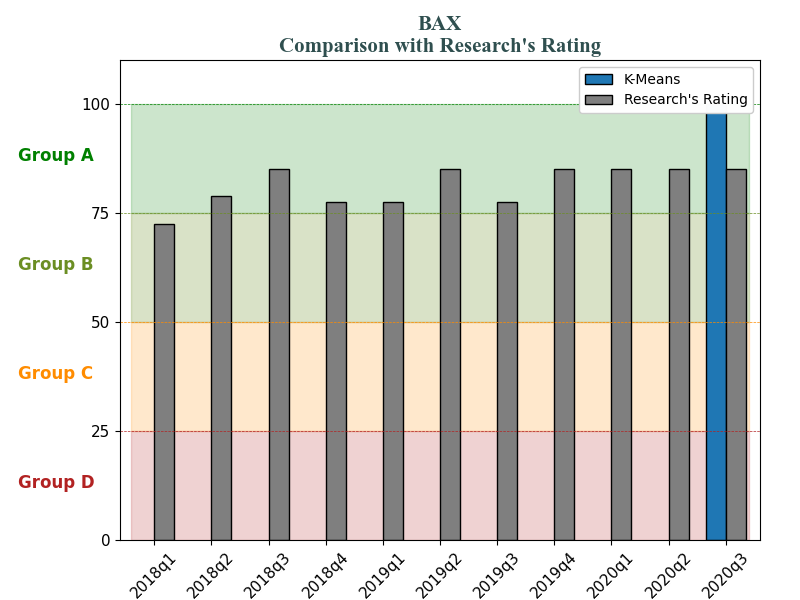 BAX
Comparison with Research's Rating
K-Means
Research's Rating
100
Group A
75
Group B
50
Group C
25
Group D
0
2018q1
2018q2
2018q3
2018q4
2019q1
2019q2
2019q3
2019q4
2020q1
2020q2
2020q3